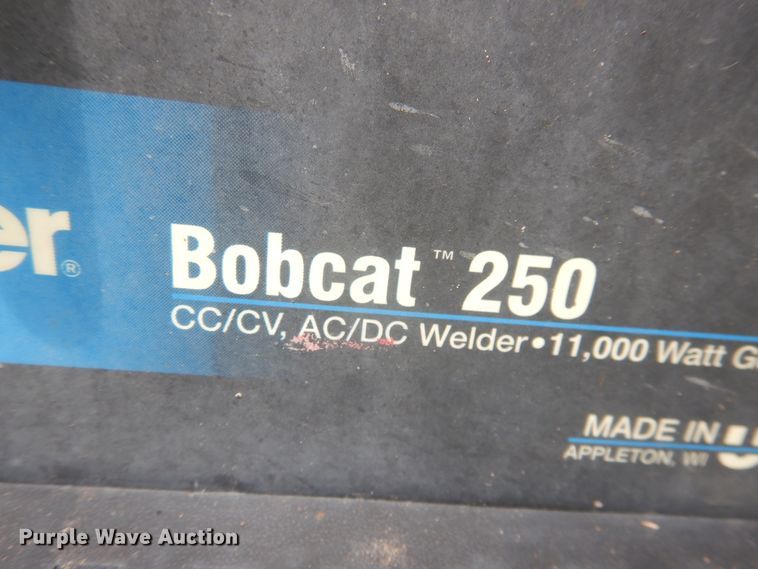 er®
Bobcat™ 250
CC/CV, AC/DC Welder•11,000 Watt G
MADE IN U
APPLETON, WI
Purple Wave Auction